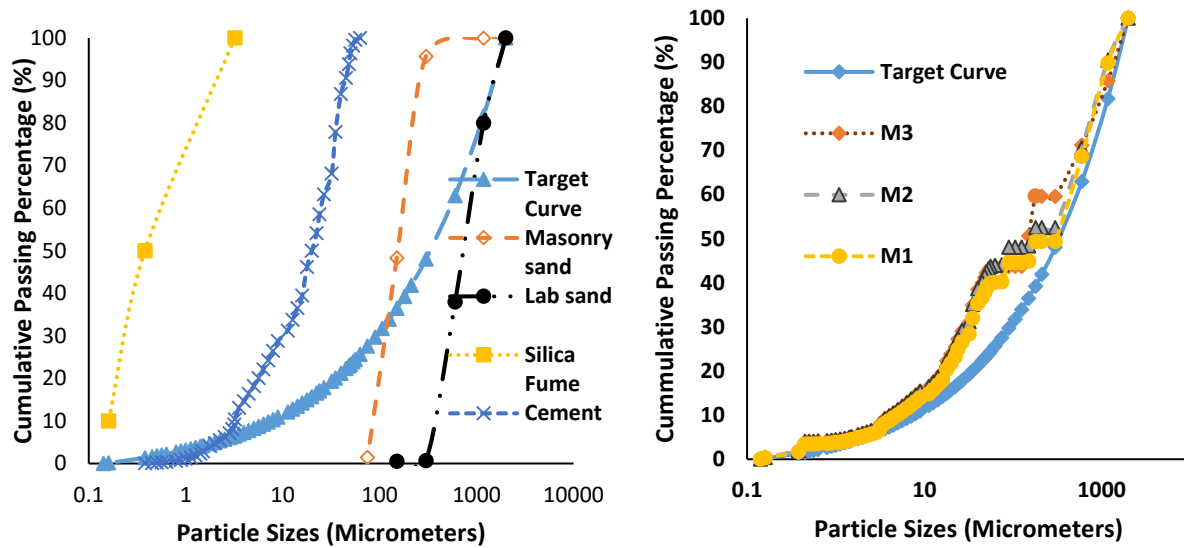 Cumulative Passing Percentage (%)
100
90
80
70
60
50
40
30
20
10
0
0.1
1
10
100
1000
10000
Particle Sizes (Micrometers)
Target
Curve
Masonry
sand
Lab sand
Silica
Fume
Cement
Cummulative Passing Percentage (%)
100
90
80
70
60
50
40
30
20
10
0
0.1
10
1000
Particle Sizes (Micrometers)
Target Curve
M3
M2
M1